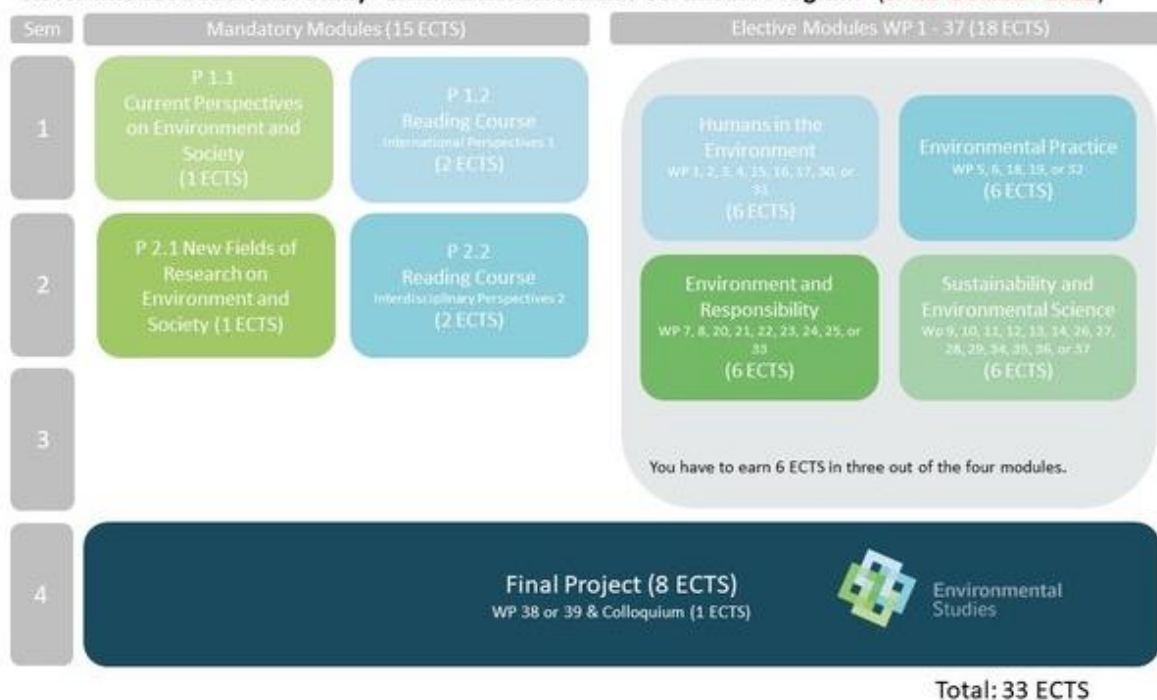 Sem
Mandatory Modules (15 ECTS)
Elective Modules WP 1 - 37 (18 ECTS)
1
P 1.1
Current Perspectives
on Environment and
Society
(1 ECTS)
P 1.2
Reading Course
International Perspectives 1
(2 ECTS)
Humans in the
Environment
WP 1, 2, 3, 4, 15, 16, 17, 30, or
31
(6 ECTS)
Environmental Practice
WP 5, 6, 18, 19, or 32
(6 ECTS)
2
P 2.1 New Fields of
Research on
Environment and
Society (1 ECTS)
P 2.2
Reading Course
Interdisciplinary Perspectives 2
(2 ECTS)
Environment and
Responsibility
WP 7, 8, 20, 21, 22, 23, 24, 25, or
33
(6 ECTS)
Sustainability and
Environmental Science
Wp 9, 10, 11, 12, 13, 14, 26, 27,
28, 29, 34, 35, 36, or 37
(6 ECTS)
3
You have to earn 6 ECTS in three out of the four modules.
4
Final Project (8 ECTS)
WP 38 or 39 & Colloquium (1 ECTS)
Environmental
Studies
Total: 33 ECTS